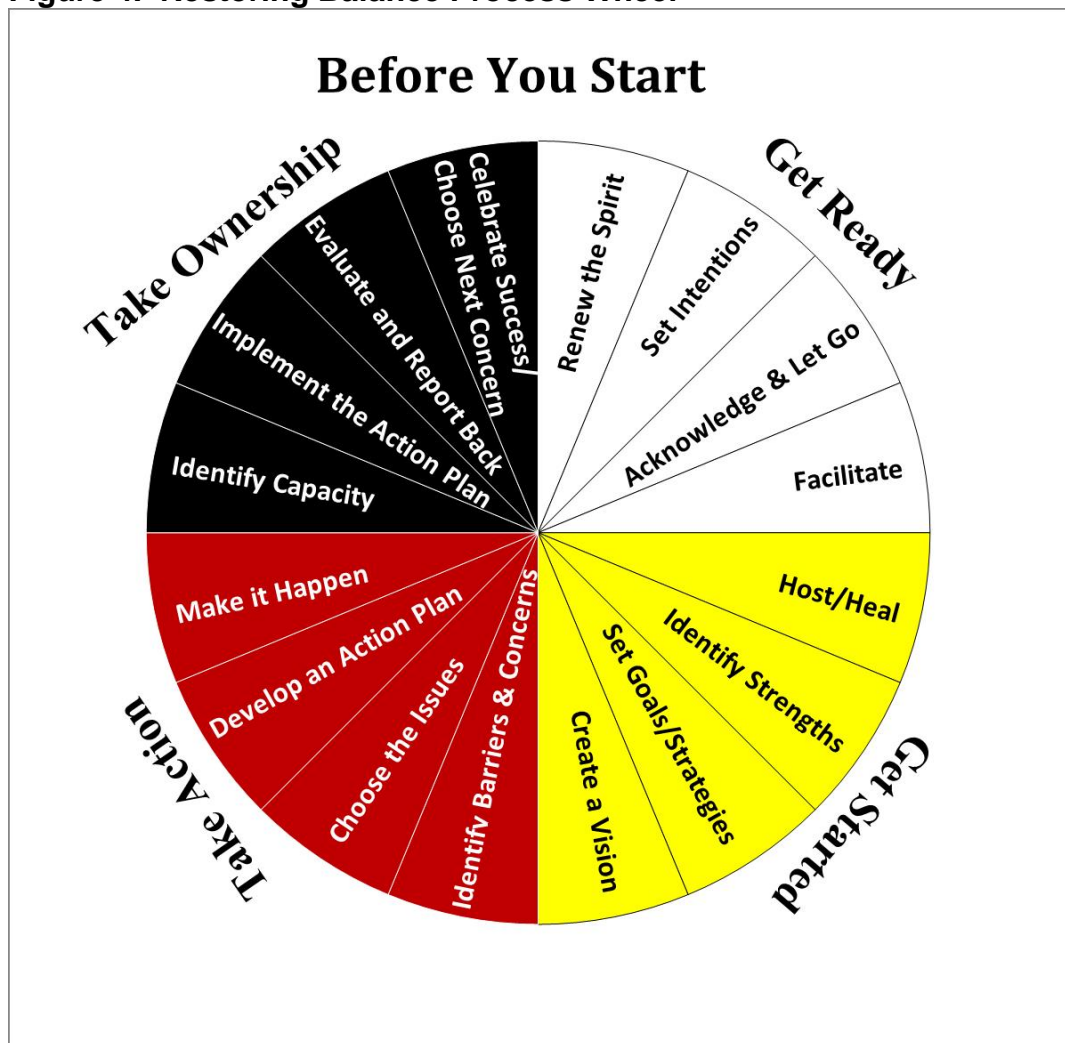 Figure Restoring Balance Process Wheel
Before You Start
Get Ready
Renew the Spirit
Set Intentions
Acknowledge & Let Go
Facilitate
Get Started
Host/Heal
Identify Strengths
Set Goals/Strategies
Create a Vision
Take Action
Identify Barriers & Concerns
Choose the Issues
Develop an Action Plan
Make it Happen
Take Ownership
Identify Capacity
Implement the Action Plan
Evaluate and Report Back
Celebrate Success/
Choose Next Concern